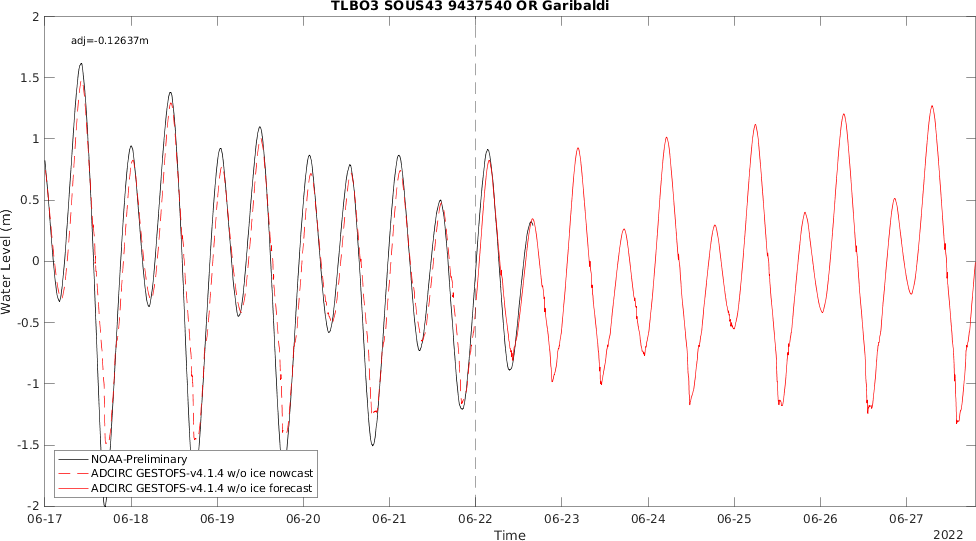 TLBO3 SOUS43 9437540 OR Garibaldi
adj=-0.12637m
2
1.5
1
0.5
0
-0.5
-1
-1.5
-2
Water Level (m)
NOAA-Preliminary
ADCIRC GESTOFS-v4.1.4 w/o ice nowcast
ADCIRC GESTOFS-v4.1.4 w/o ice forecast
06-17 06-18 06-19 06-20 06-21 06-22 06-23 06-24 06-25 06-26 06-27
Time
2022